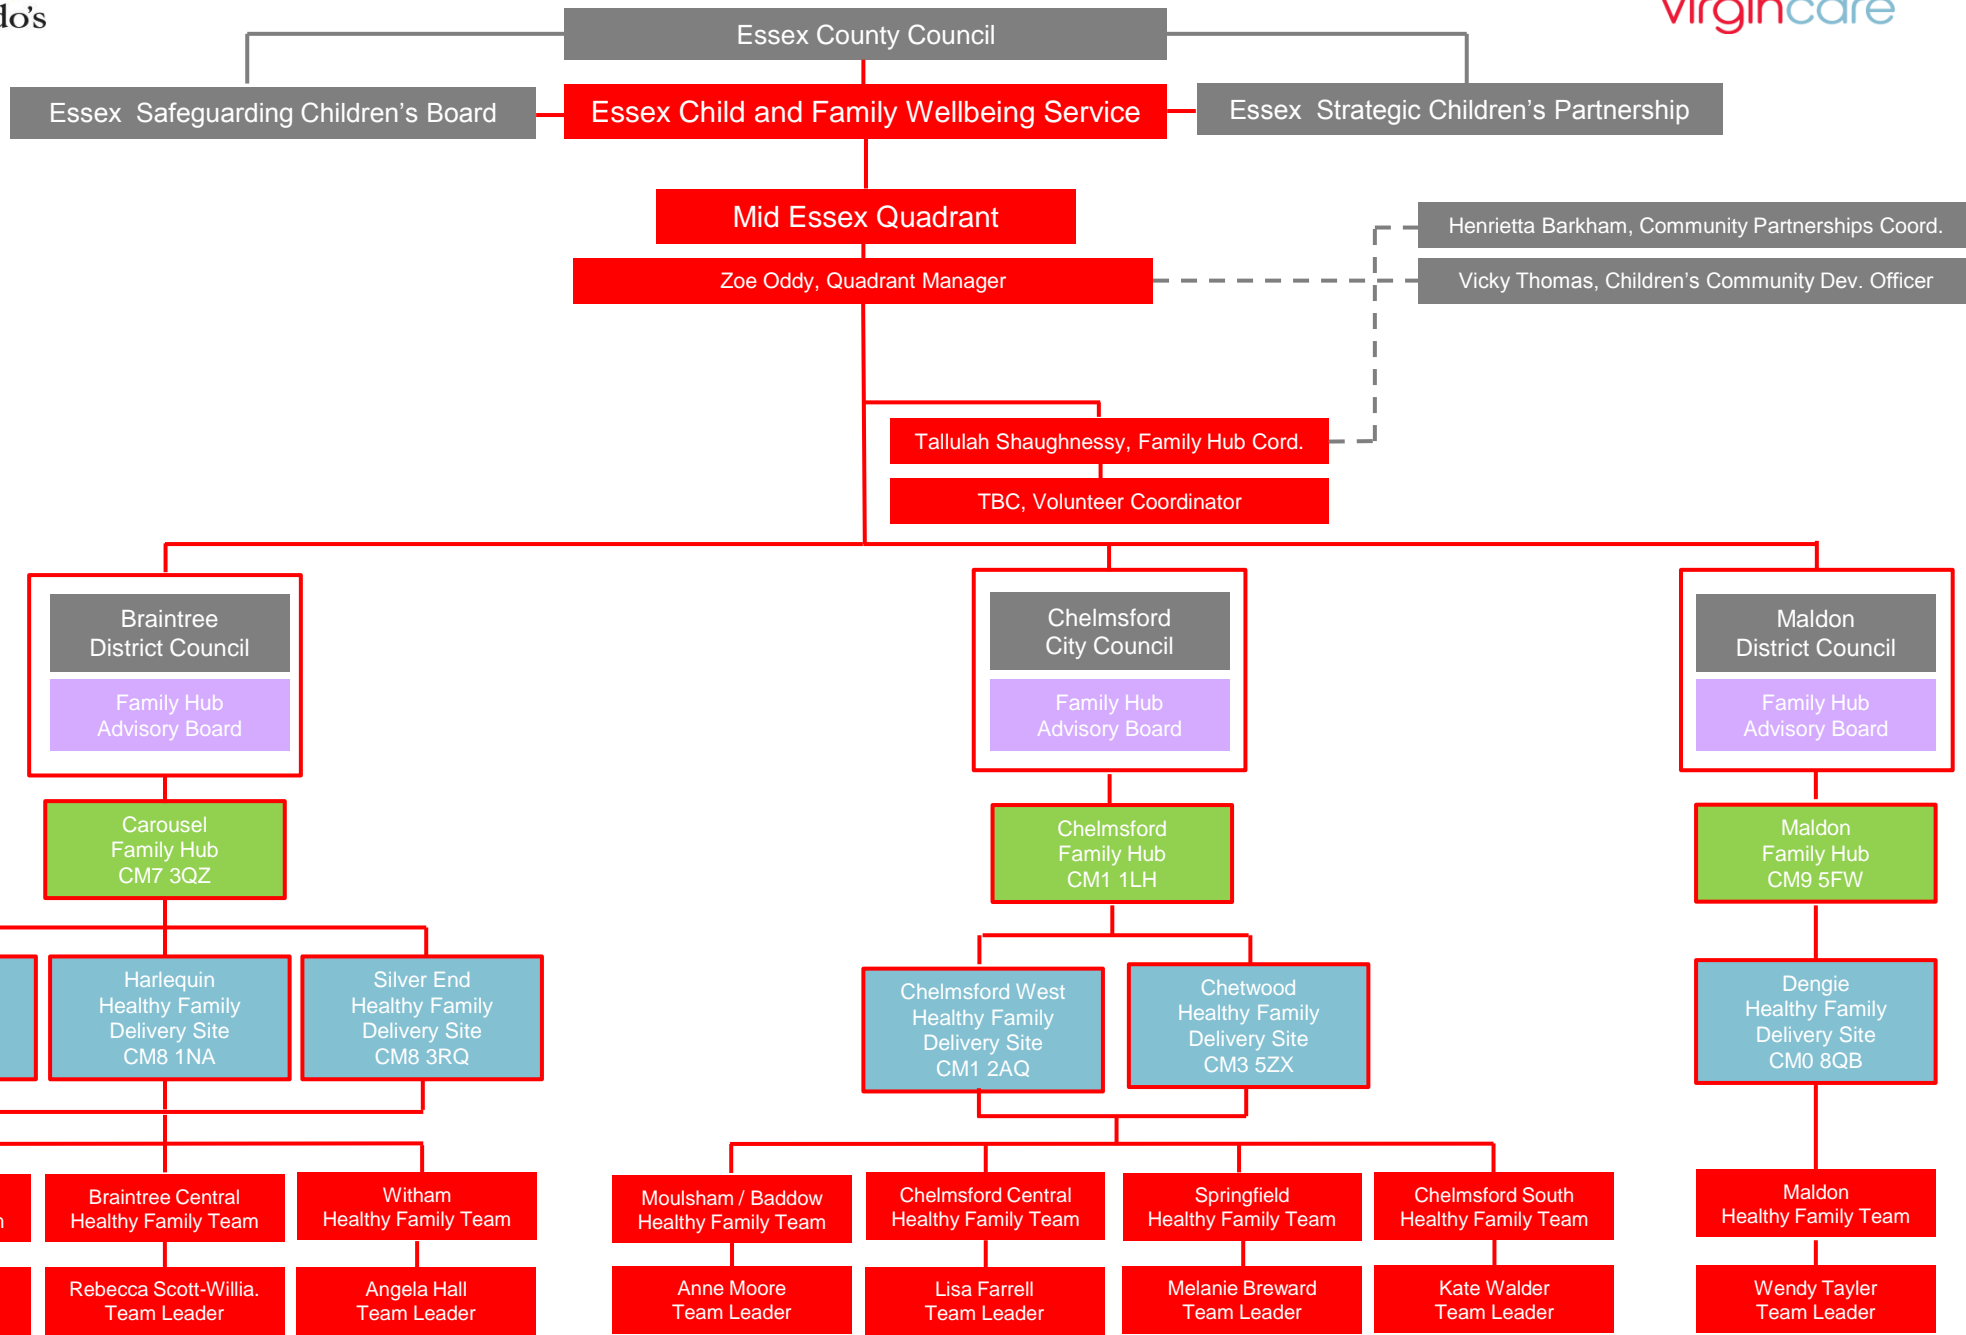 do's
virgincare
Essex County Council
Essex Safeguarding Children's Board
Essex Child and Family Wellbeing Service
Essex Strategic Children's Partnership
Mid Essex Quadrant
Henrietta Barkham, Community Partnerships Coord.
Zoe Oddy, Quadrant Manager
Vicky Thomas, Children's Community Dev. Officer
Tallulah Shaughnessy, Family Hub Cord.
TBC, Volunteer Coordinator
Braintree
District Council
Family Hub
Advisory Board
Chelmsford
City Council
Family Hub
Advisory Board
Maldon
District Council
Family Hub
Advisory Board
Carousel
Family Hub
CM7 3QZ
Chelmsford
Family Hub
CM1 1LH
Maldon
Family Hub
CM9 5FW
Harlequin
Healthy Family
Delivery Site
CM8 1NA
Silver End
Healthy Family
Delivery Site
CM8 3RQ
Chelmsford West
Healthy Family
Delivery Site
CM1 2AQ
Chetwood
Healthy Family
Delivery Site
CM3 5ZX
Dengie
Healthy Family
Delivery Site
CM0 8QB
Braintree Central
Healthy Family Team
Witham
Healthy Family Team
Moulsham / Baddow
Healthy Family Team
Chelmsford Central
Healthy Family Team
Springfield
Healthy Family Team
Chelmsford South
Healthy Family Team
Maldon
Healthy Family Team
Rebecca Scott-Willia.
Team Leader
Angela Hall
Team Leader
Anne Moore
Team Leader
Lisa Farrell
Team Leader
Melanie Breward
Team Leader
Kate Walder
Team Leader
Wendy Tayler
Team Leader